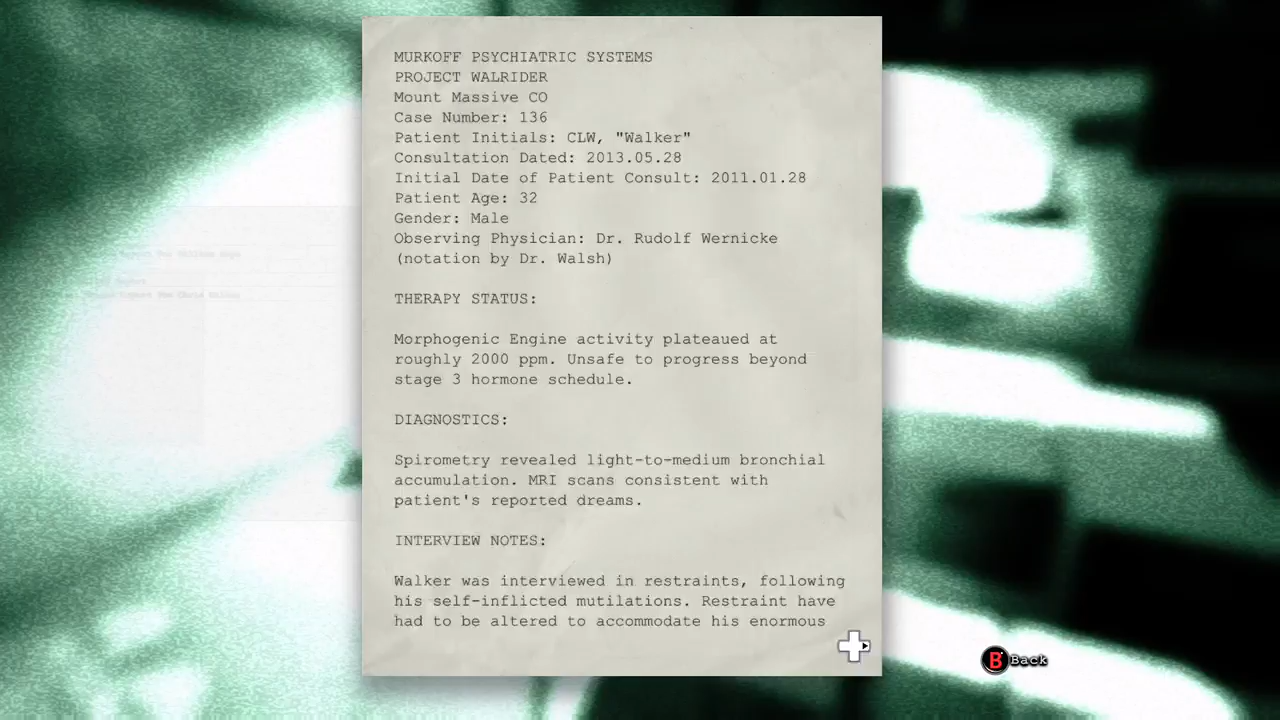 MURKOFF PSYCHIATRIC SYSTEMS
PROJECT WALRIDER
Mount Massive CO
Case Number: 136
Patient Initials: CLW, "Walker"
Consultation Dated: 2013.05.28
Initial Date of Patient Consult: 2011.01.28
Patient Age: 32
Gender: Male
Observing Physician: Dr. Rudolf Wernicke
(notation by Dr. Walsh)
THERAPY STATUS:
Morphogenic Engine activity plateaued at
roughly 2000 ppm. Unsafe to progress beyond
stage 3 hormone schedule.
DIAGNOSTICS:
Spirometry revealed light-to-medium bronchial
accumulation. MRI scans consistent with
patient's reported dreams.
INTERVIEW NOTES:
Walker was interviewed in restraints, following
his self-inflicted mutilations. Restraint have
had to be altered to accommodate his enormous
B Back